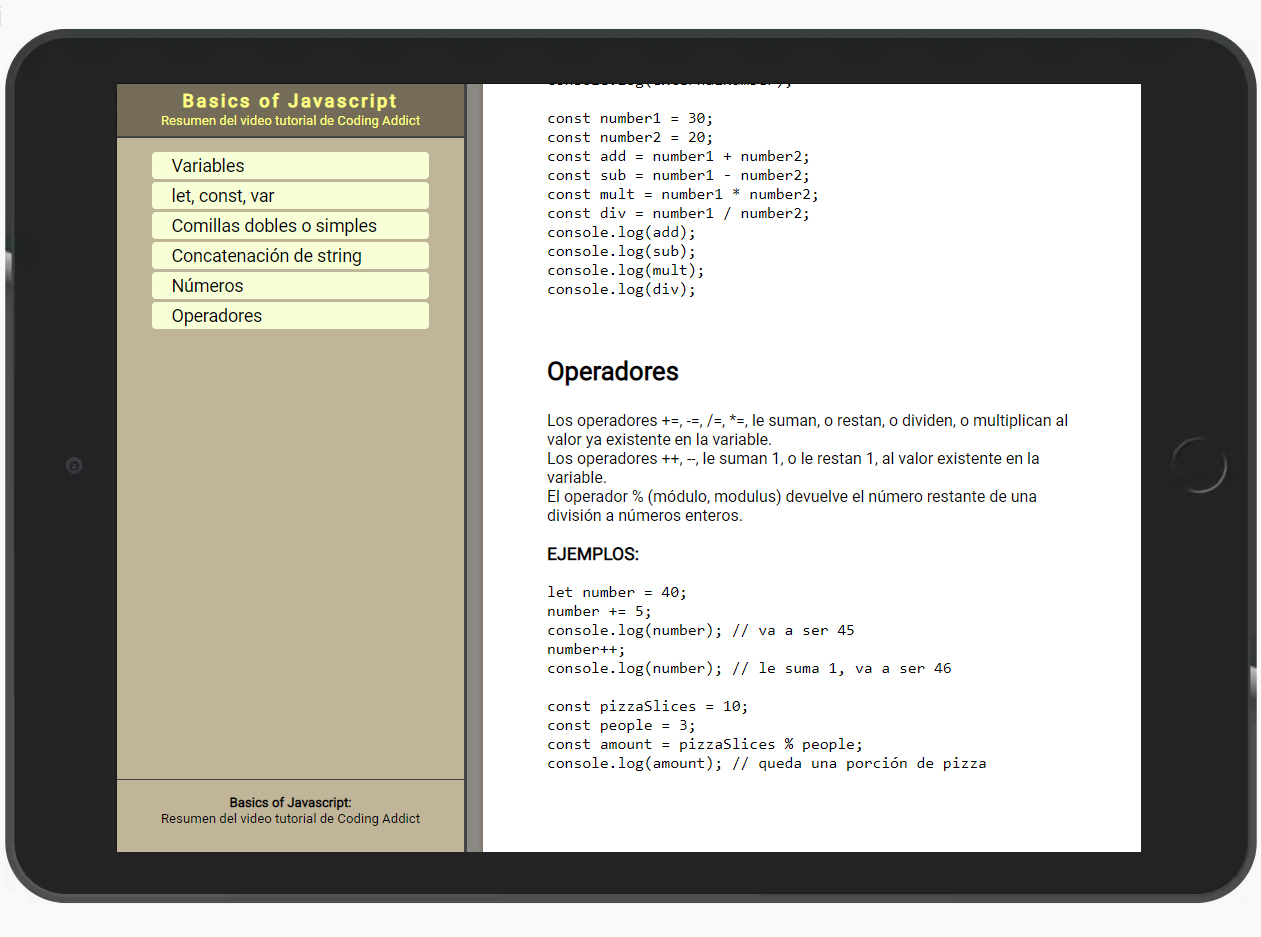 Basics of Javascript
Resumen del video tutorial de Coding Addict
Variables
let, const, var
Comillas dobles o simples
Concatenación de string
Números
Operadores
Basics of Javascript:
Resumen del video tutorial de Coding Addict
const number1 = 30;
const number2 = 20;
const add = number1 + number2;
const sub = number1 - number2;
const mult = number1 * number2;
const div = number1 / number2;
console.log(add);
console.log(sub);
console.log(mult);
console.log(div);
Operadores
Los operadores +=, -=, /=, *=, le suman, o restan, o dividen, o multiplican al
valor ya existente en la variable.
Los operadores ++, --, le suman 1, o le restan 1, al valor existente en la
variable.
El operador % (módulo, modulus) devuelve el número restante de una
división a números enteros.
EJEMPLOS:
let number = 40;
number += 5;
console.log(number); // va a ser 45
number++;
console.log(number); // le suma 1, va a ser 46
const pizzaSlices = 10;
const people = 3;
const amount = pizzaSlices % people;
console.log(amount); // queda una porción de pizza